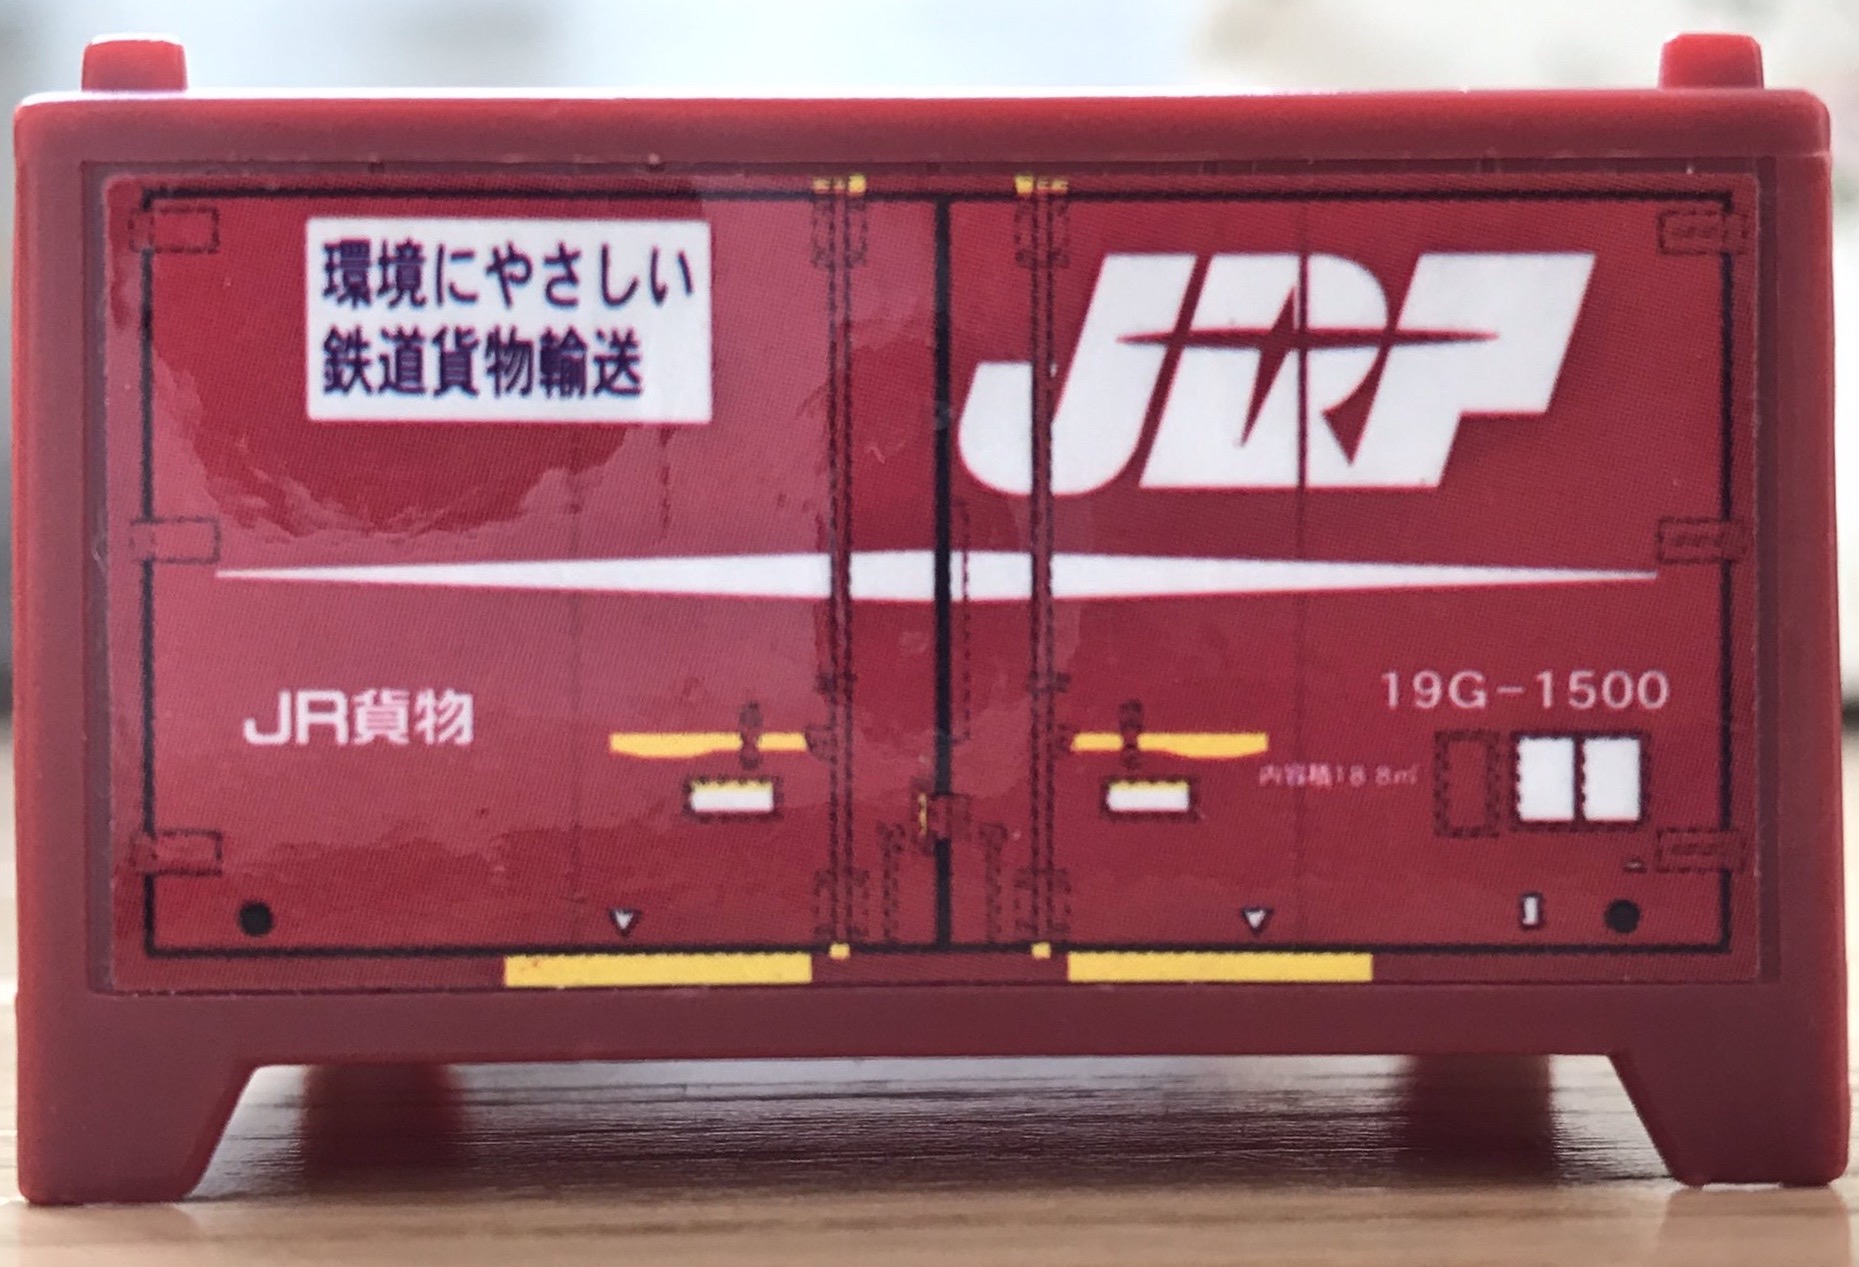 環境にやさしい
鉄道貨物輸送
JRF
JR貨物
19G-1500
内容積18.8㎥